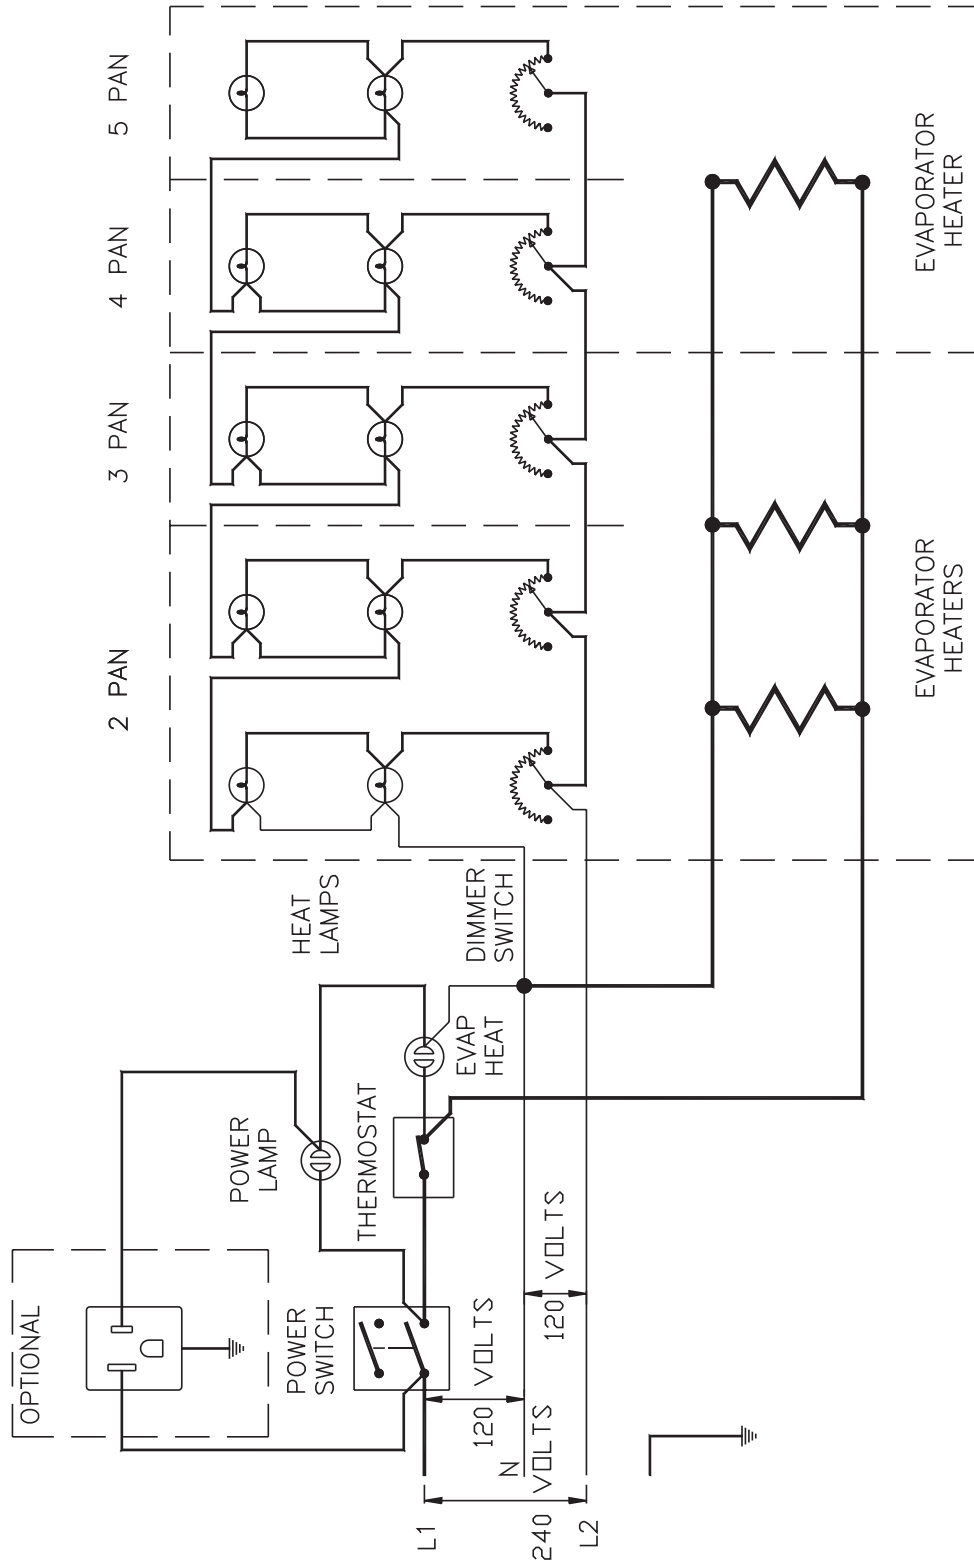 2 PAN
3 PAN
4 PAN
5 PAN
OPTIONAL
POWER
LAMP
HEAT
LAMPS
POWER
SWITCH
THERMOSTAT
EVAP
HEAT
DIMMER
SWITCH
L1
120 VOLTS
N
240 VOLTS
120 VOLTS
L2
EVAPORATOR
HEATERS
EVAPORATOR
HEATER